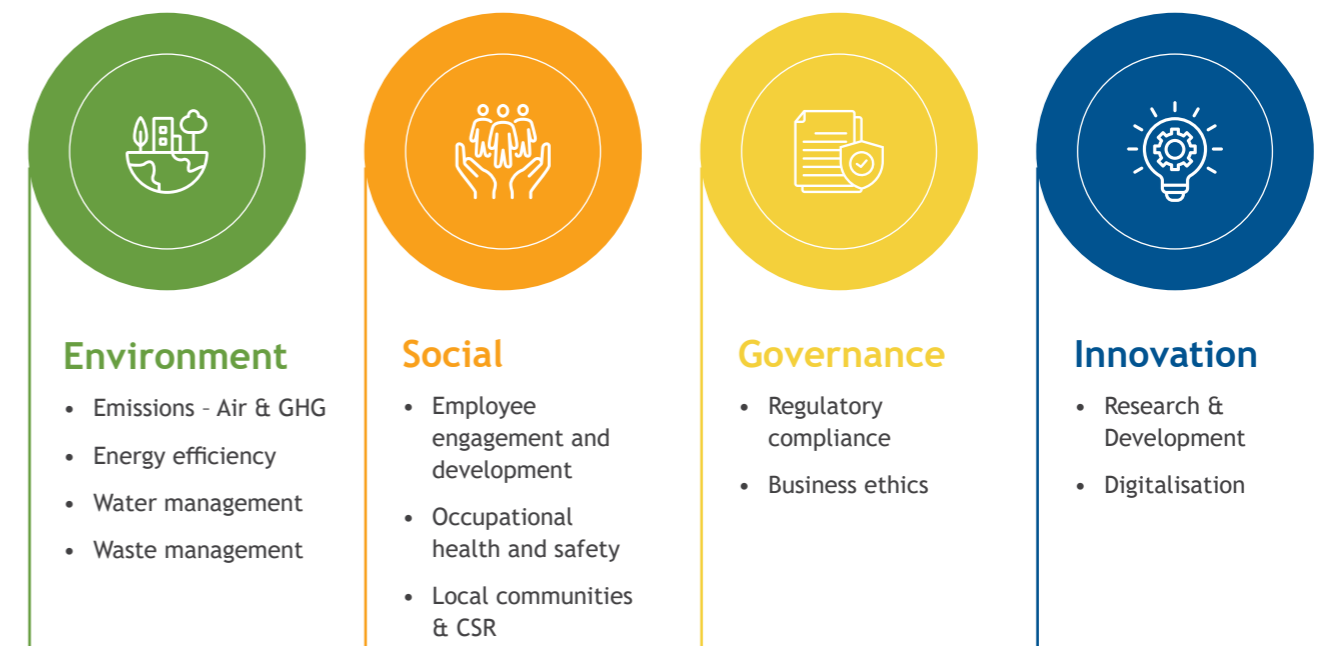 Environment
• Emissions – Air & GHG
• Energy efficiency
• Water management
• Waste management
Social
• Employee
engagement and
development
• Occupational
health and safety
• Local communities
& CSR
Governance
• Regulatory
compliance
• Business ethics
Innovation
• Research &
Development
• Digitalisation